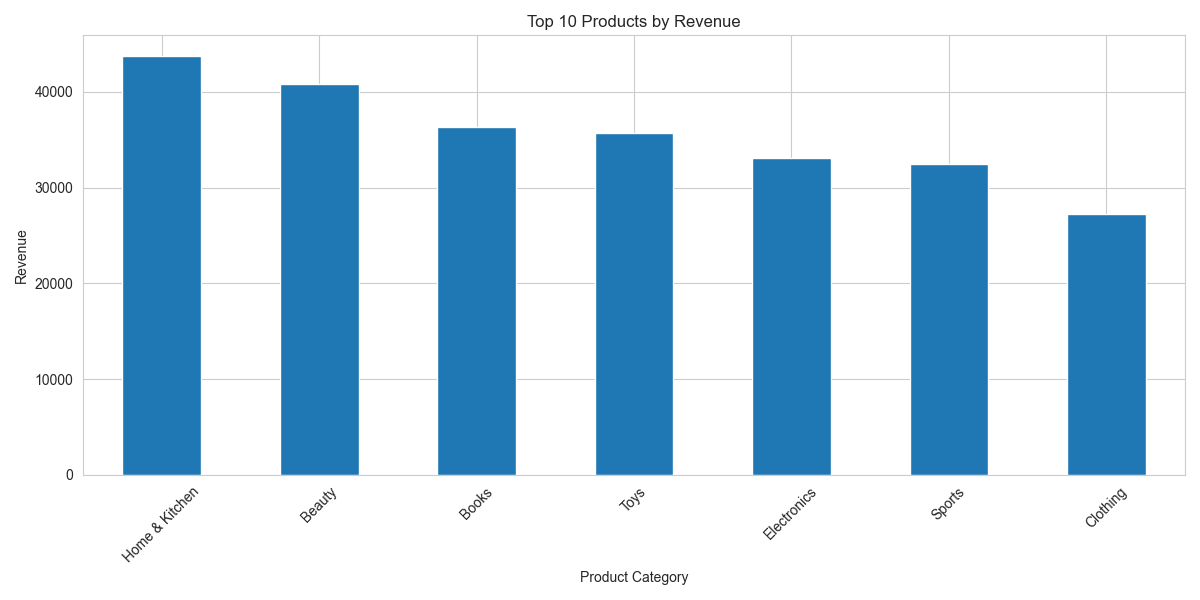 Top 10 Products by Revenue
Revenue
40000
30000
20000
10000
0
Home & Kitchen
Beauty
Books
Toys
Electronics
Sports
Clothing
Product Category